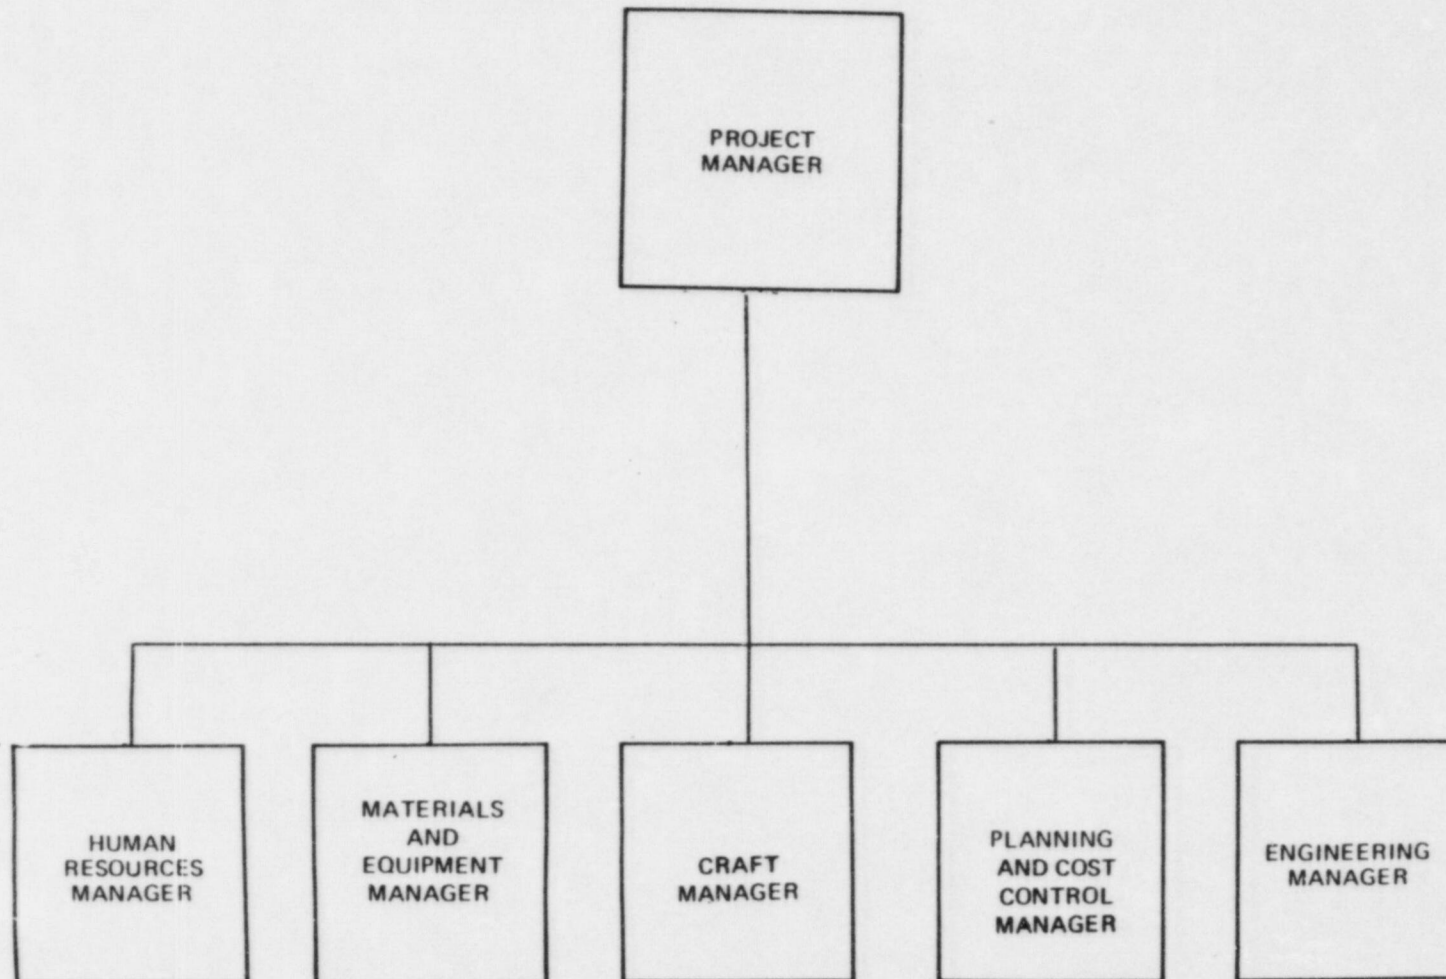 PROJECT
MANAGER
HUMAN
RESOURCES
MANAGER
MATERIALS
AND
EQUIPMENT
MANAGER
CRAFT
MANAGER
PLANNING
AND COST
CONTROL
MANAGER
ENGINEERING
MANAGER